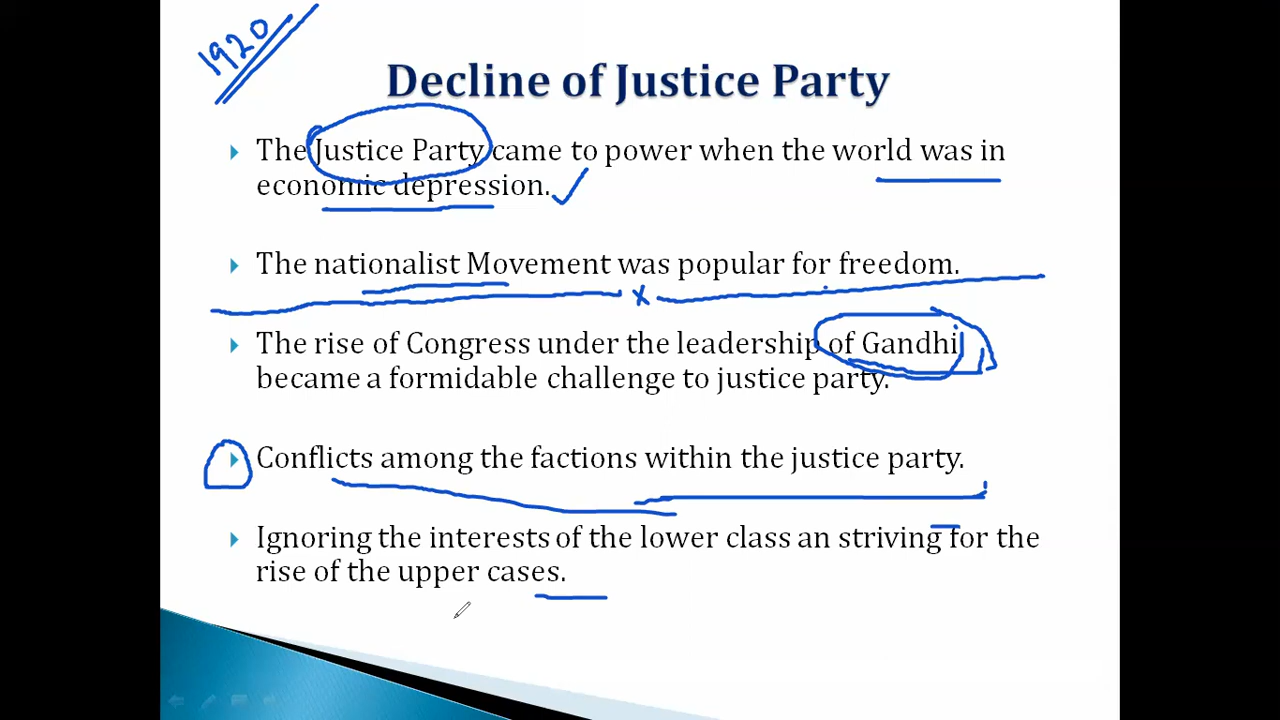 1920
Decline of Justice Party
The Justice Party came to power when the world was in
economic depression.
The nationalist Movement was popular for freedom.
The rise of Congress under the leadership of Gandhi
became a formidable challenge to justice party.
Conflicts among the factions within the justice party.
Ignoring the interests of the lower class an striving for the
rise of the upper cases.